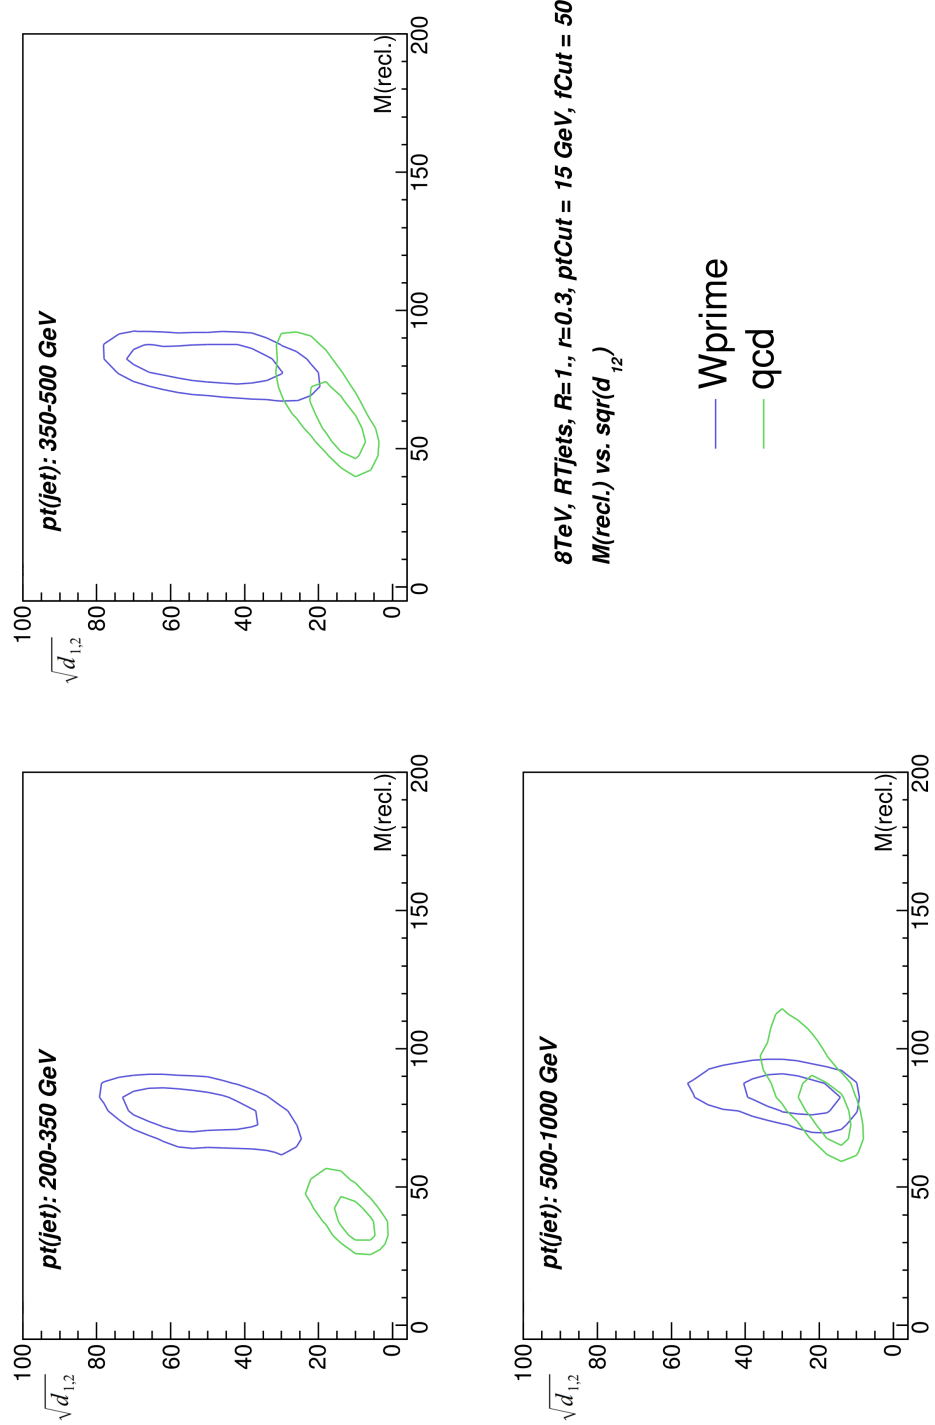 pt(jet): 200-350 GeV
√d1,2
100
80
60
40
20
0
0
50
100
150
200
M(recl.)
pt(jet): 350-500 GeV
√d1,2
100
80
60
40
20
0
0
50
100
150
200
M(recl.)
pt(jet): 500-1000 GeV
√d1,2
100
80
60
40
20
0
0
50
100
150
200
M(recl.)
8TeV, RTjets, R=1., r=0.3, ptCut = 15 GeV, fCut = 50
M(recl.) vs. sqr(d12)
Wprime
qcd